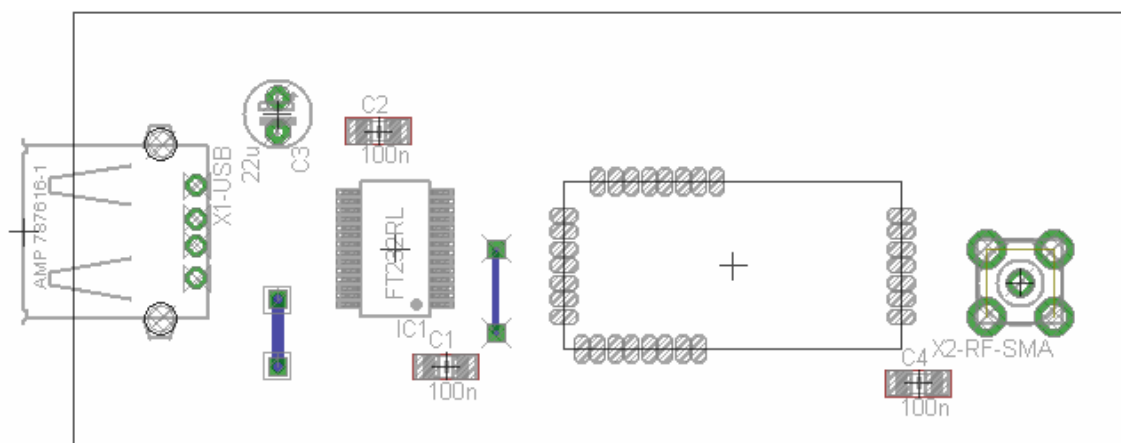 C2
100n
22u
C3
X1-USB
AMP 787616-1
FT232RL
IC1
C1
100n
X2-RF-SMA
C4
100n